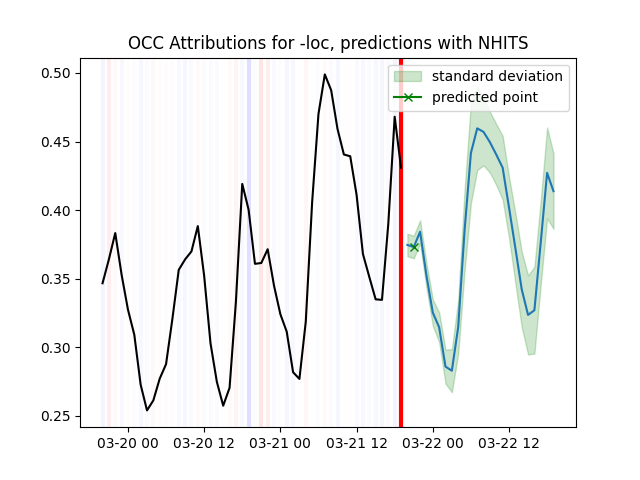 OCC Attributions for -loc, predictions with NHITS
standard deviation
predicted point
0.50
0.45
0.40
0.35
0.30
0.25
03-20 00 03-20 12 03-21 00 03-21 12 03-22 00 03-22 12